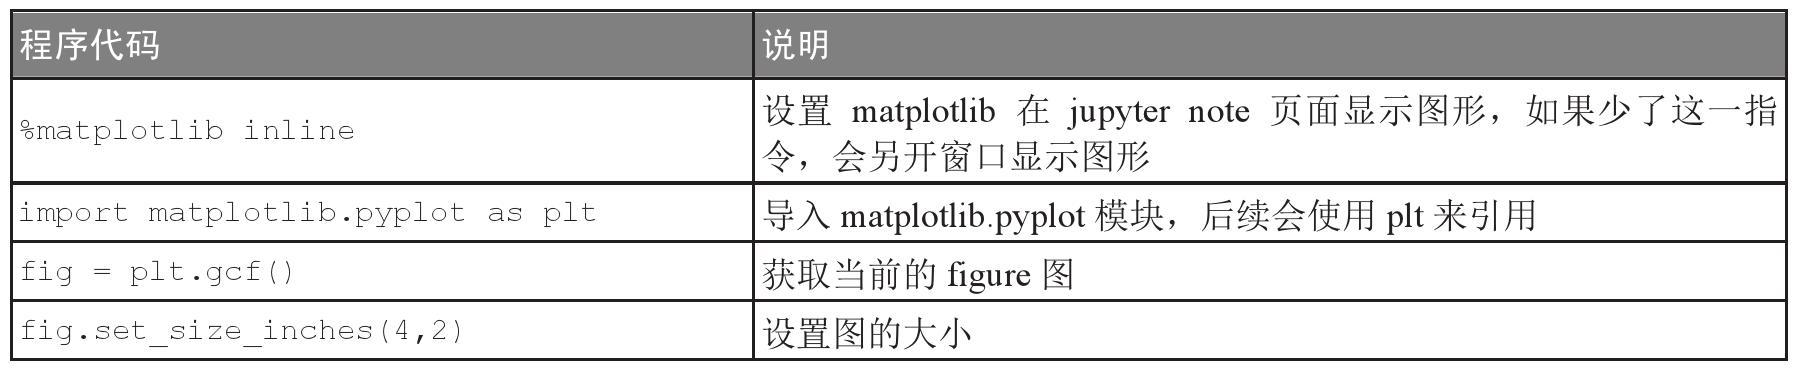 程序代码 说明
%matplotlib inline
设置 matplotlib 在 jupyter note 页面显示图形，如果少了这一指
令，会另开窗口显示图形
import matplotlib.pyplot as plt 导入 matplotlib.pyplot 模块，后续会使用 plt 来引用
fig = plt.gcf() 获取当前的 figure 图
fig.set_size_inches(4,2) 设置图的大小